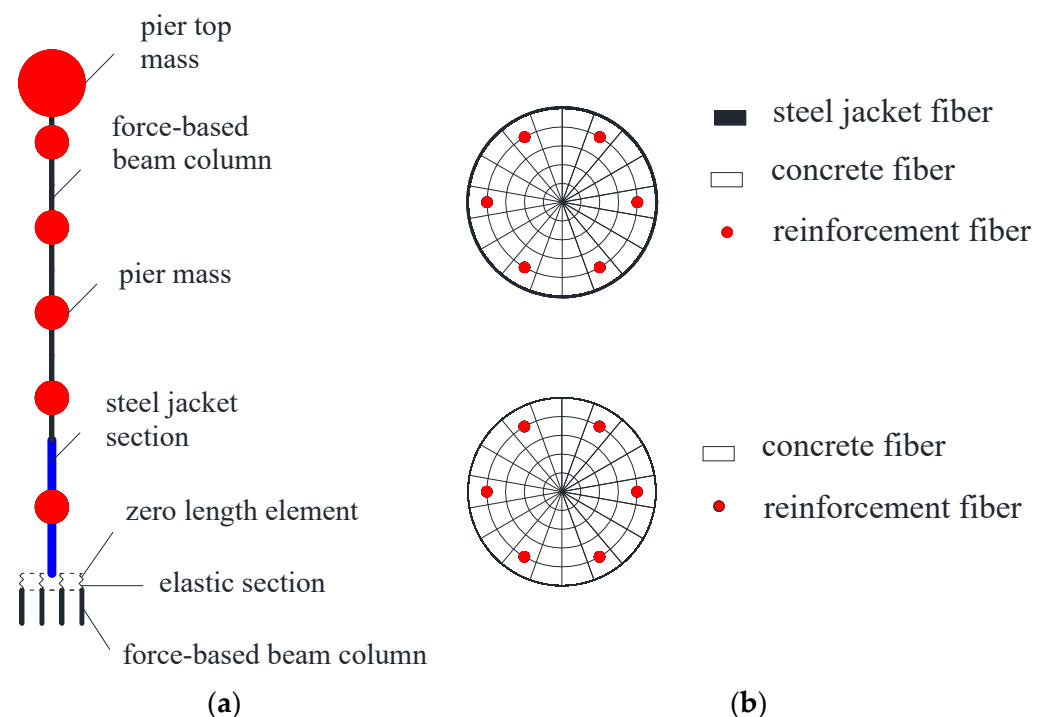 pier top
mass
force-based
beam column
pier mass
steel jacket
section
zero length element
elastic section
force-based beam column
(a)
steel jacket fiber
concrete fiber
reinforcement fiber
concrete fiber
reinforcement fiber
(b)